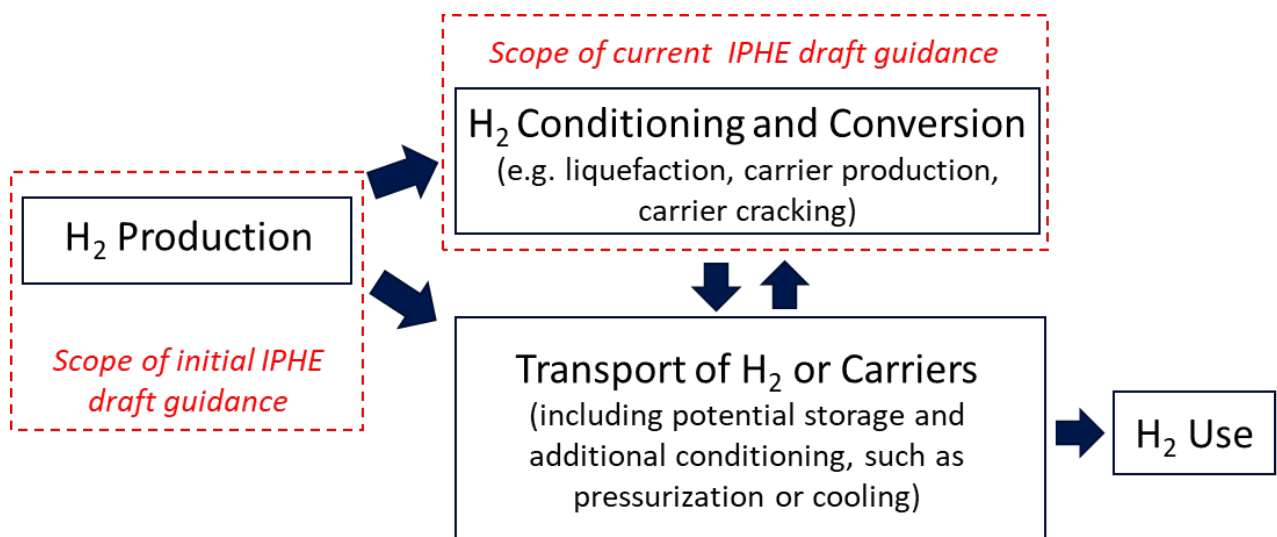 Scope of current  IPHE draft guidance
H₂ Conditioning and Conversion
(e.g. liquefaction, carrier production,
carrier cracking)
H₂ Production
Scope of initial IPHE
draft guidance
Transport of H₂ or Carriers
(including potential storage and
additional conditioning, such as
pressurization or cooling)
H₂ Use